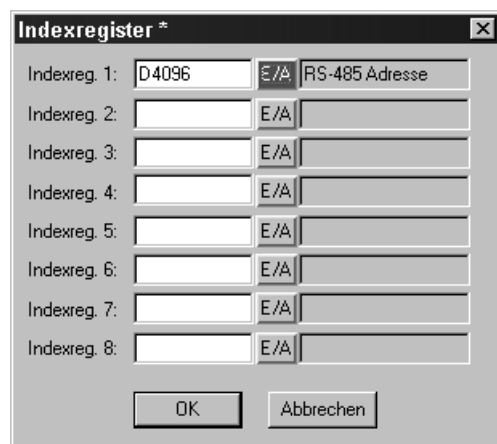 Indexregister *
Indexreg. 1: D4096 E/A RS-485 Adresse
Indexreg. 2: E/A
Indexreg. 3: E/A
Indexreg. 4: E/A
Indexreg. 5: E/A
Indexreg. 6: E/A
Indexreg. 7: E/A
Indexreg. 8: E/A
OK Abbrechen